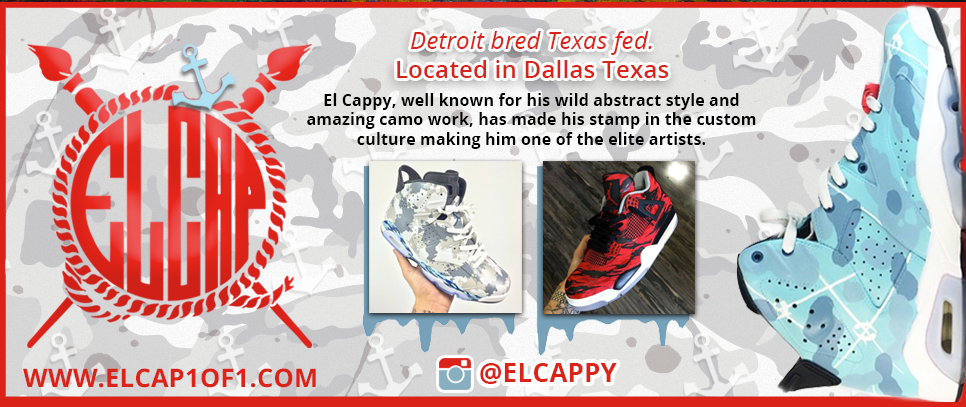 Detroit bred Texas fed.
Located in Dallas Texas
El Cappy, well known for his wild abstract style and
amazing camo work, has made his stamp in the custom
culture making him one of the elite artists.
ELCAP
WWW.ELCAP1OF1.COM
@ELCAPPY